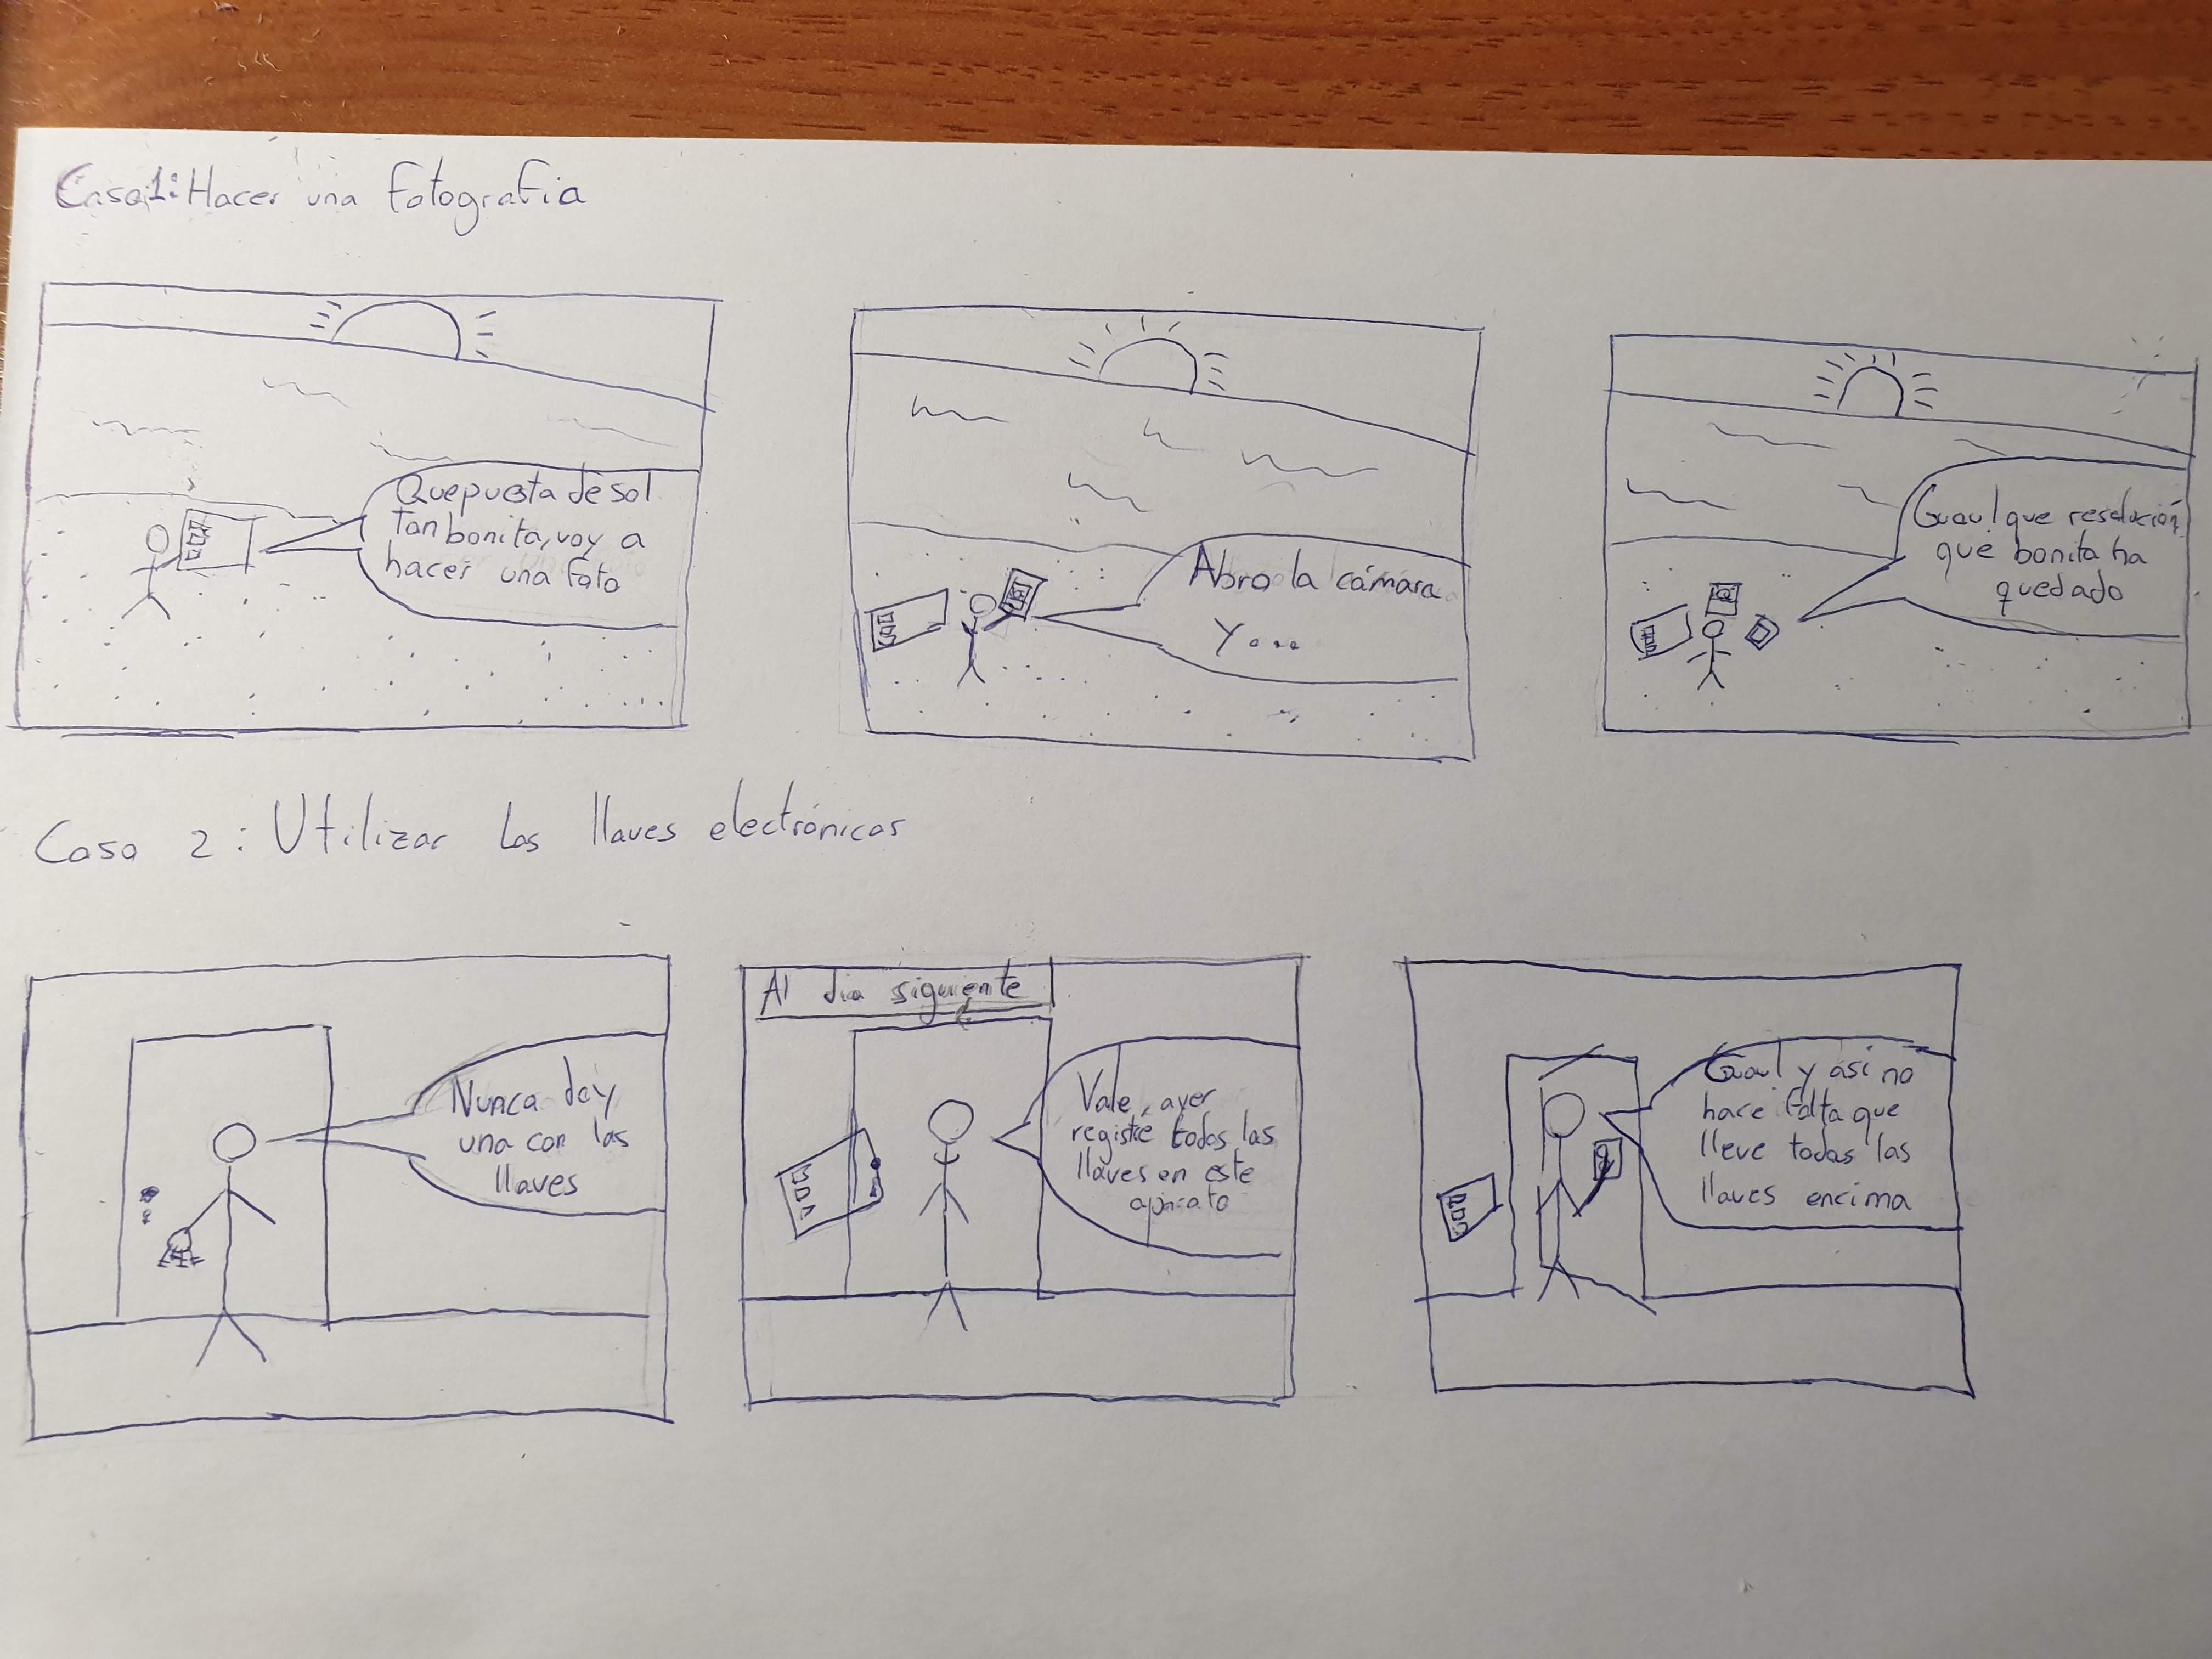 Caso 1: Hacer una fotografia
Que puesta de sol
tan bonita, voy a
hacer una foto
Abro la cámara
Y...
Guau! que resolución
que bonita ha
quedado
Caso 2: Utilizar las llaves electrónicas
Nunca doy
una con las
llaves
Al dia siguiente
Vale, ayer
registre todas las
llaves en este
aparato
Guau! Y asi no
hace falta que
lleve todas las
llaves encima